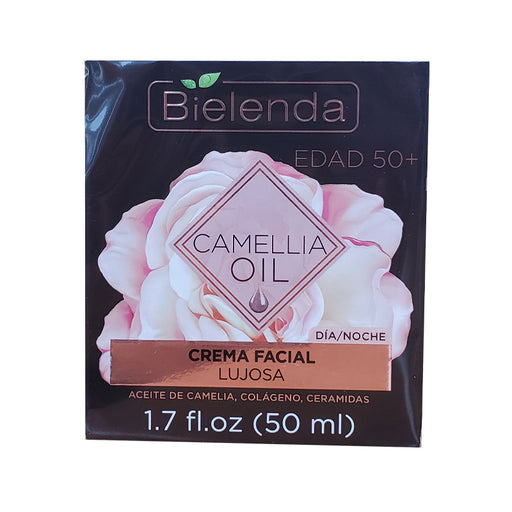 Bielenda
EDAD 50+
CAMELLIA
OIL
DÍA/NOCHE
CREMA FACIAL
LUJOSA
ACEITE DE CAMELIA, COLÁGENO, CERAMIDAS
1.7 fl.oz (50 ml)